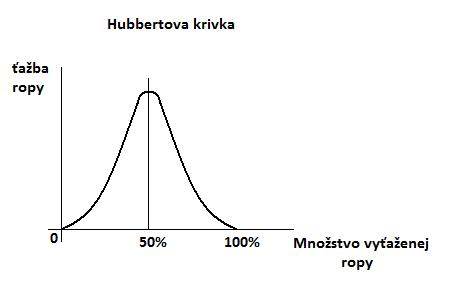 Hubbertova krivka
ťažba
ropy
0
50%
100%
Množstvo vyťaženej
ropy